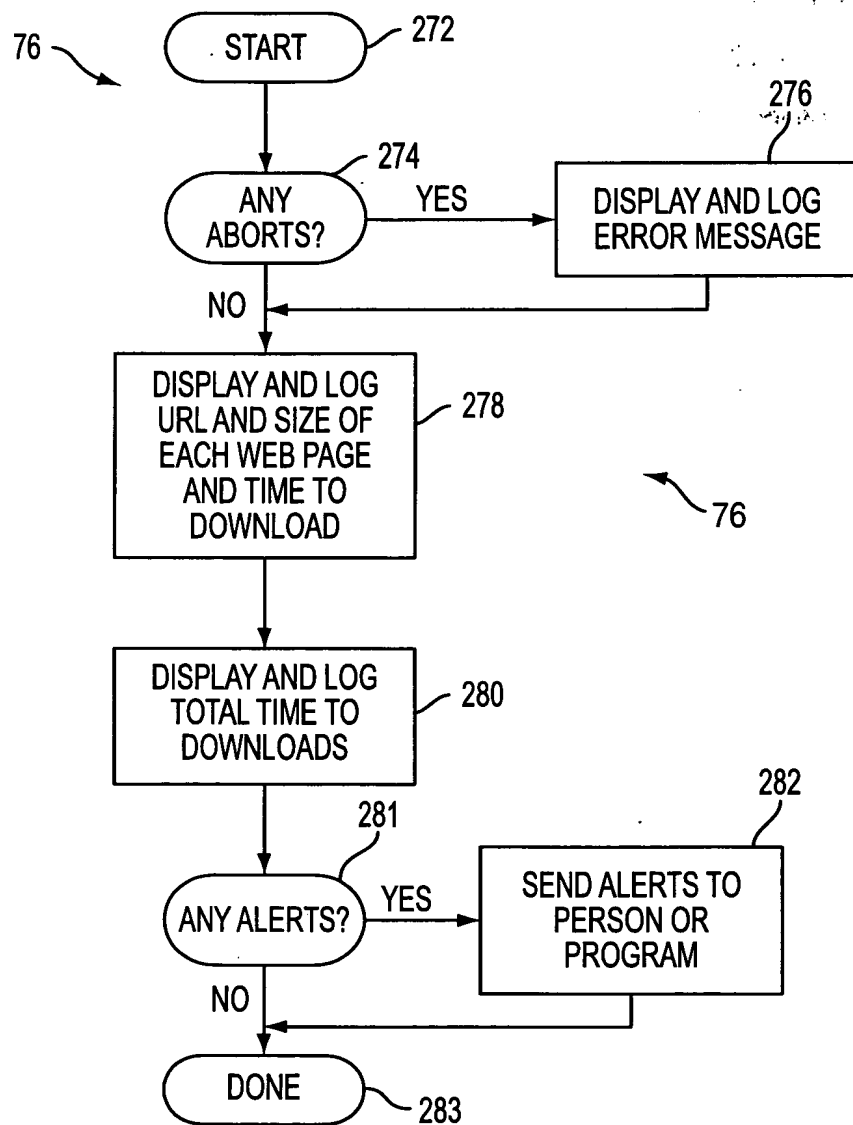 76
START
272
274
276
ANY
ABORTS?
YES
DISPLAY AND LOG
ERROR MESSAGE
NO
DISPLAY AND LOG
URL AND SIZE OF
EACH WEB PAGE
AND TIME TO
DOWNLOAD
278
76
DISPLAY AND LOG
TOTAL TIME TO
DOWNLOADS
280
281
282
ANY ALERTS?
YES
SEND ALERTS TO
PERSON OR
PROGRAM
NO
DONE
283